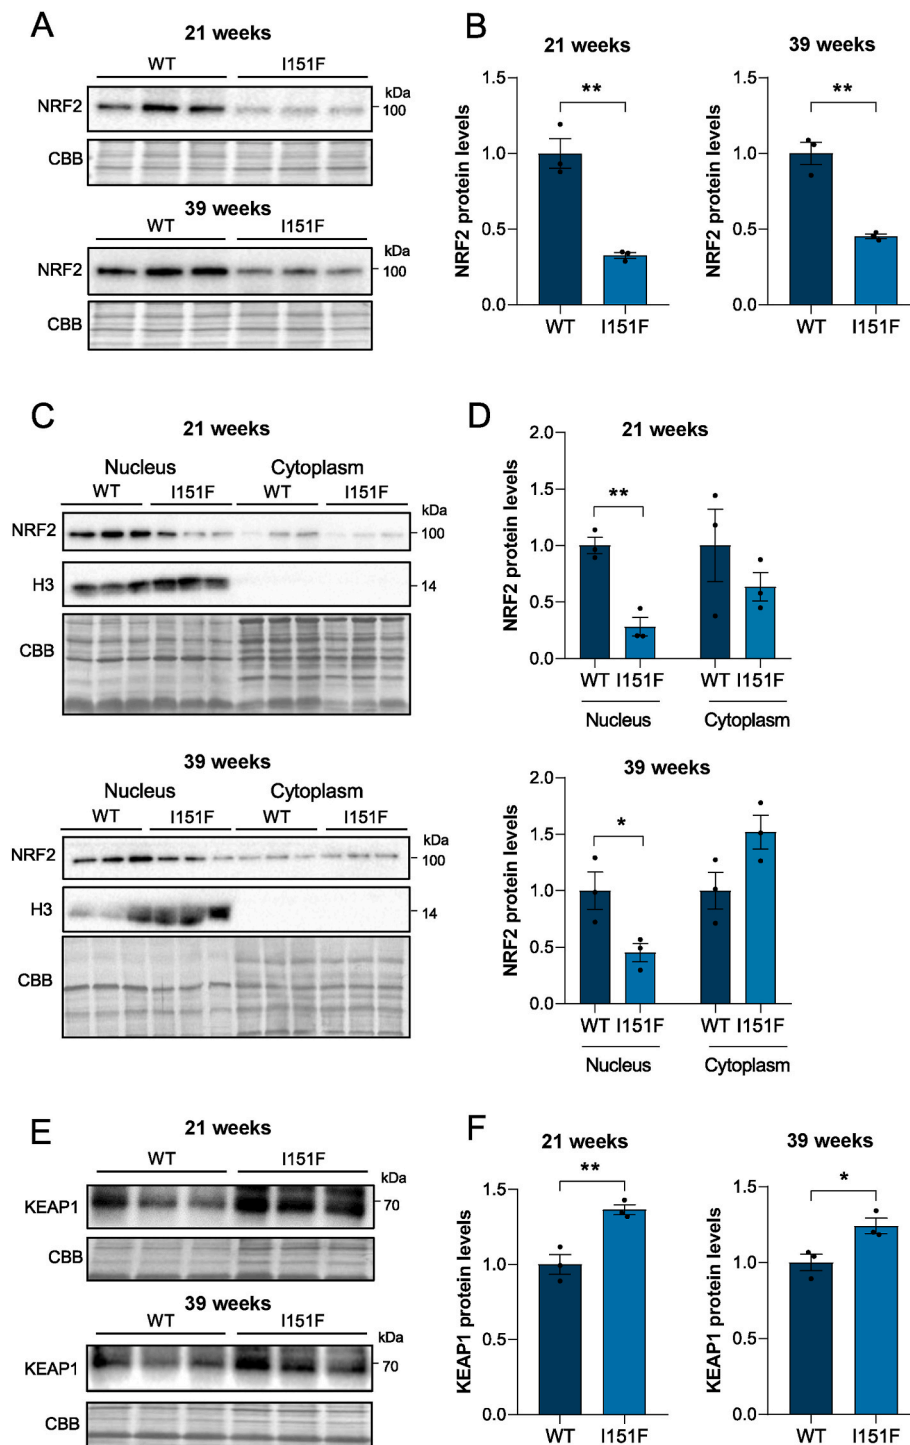 A
21 weeks
WT I151F
kDa
NRF2
100
CBB
39 weeks
WT I151F
kDa
NRF2
100
CBB
B
21 weeks
NRF2 protein levels
1.5
**
1.0
0.5
0.0
WT I151F
39 weeks
NRF2 protein levels
1.5
**
1.0
0.5
0.0
WT I151F
C
21 weeks
Nucleus Cytoplasm
WT I151F WT I151F
kDa
NRF2
100
H3
14
CBB
39 weeks
Nucleus Cytoplasm
WT I151F WT I151F
kDa
NRF2
100
H3
14
CBB
D
21 weeks
NRF2 protein levels
2.0
1.5
**
1.0
0.5
0.0
WT I151F WT I151F
Nucleus Cytoplasm
39 weeks
NRF2 protein levels
2.0
1.5
*
1.0
0.5
0.0
WT I151F WT I151F
Nucleus Cytoplasm
E
21 weeks
WT I151F
kDa
KEAP1
70
CBB
39 weeks
WT I151F
kDa
KEAP1
70
CBB
F
21 weeks
KEAP1 protein levels
**
1.5
1.0
0.5
0.0
WT I151F
39 weeks
KEAP1 protein levels
*
1.5
1.0
0.5
0.0
WT I151F